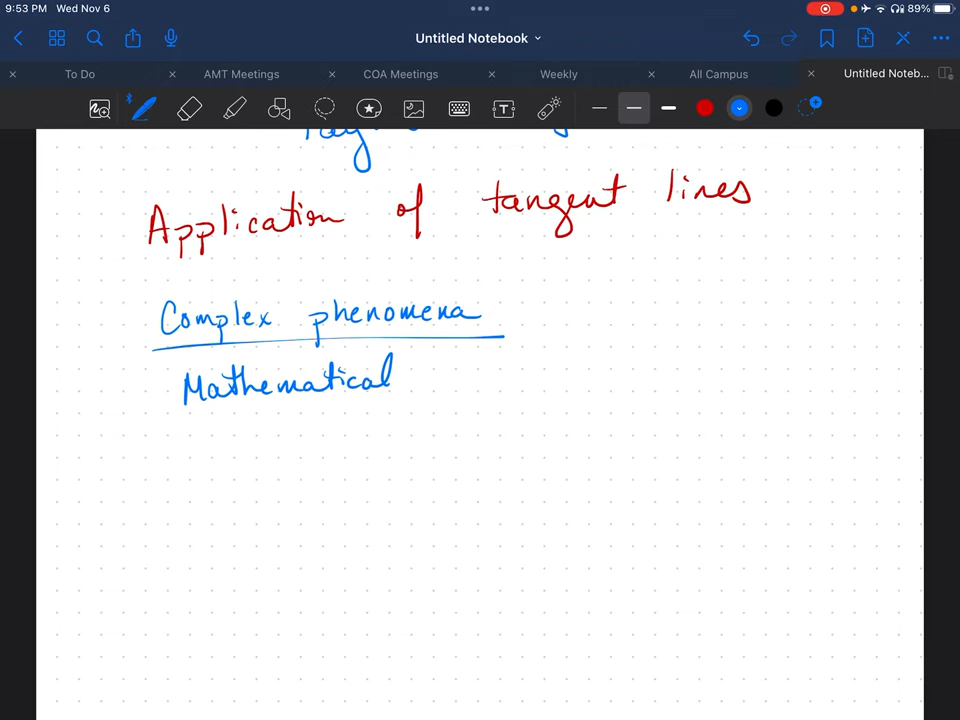 9:53 PM Wed Nov 6
89%
Untitled Notebook
To Do
AMT Meetings
COA Meetings
Weekly
All Campus
Untitled Noteb...
T
Application of tangent lines
Complex phenomena
Mathematical